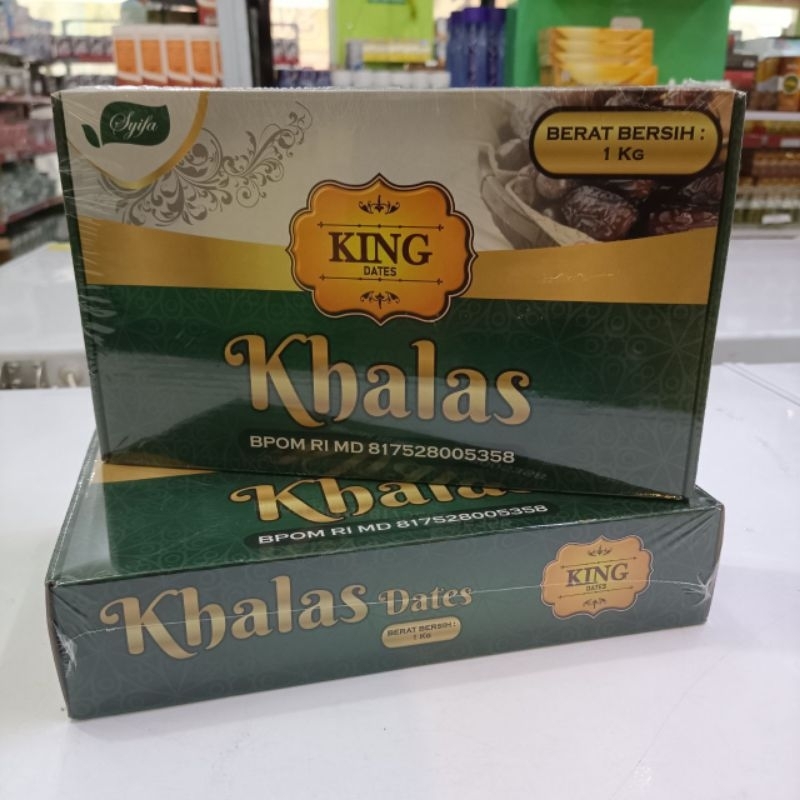 Syifa
BERAT BERSIH :
1 KG
KING
DATES
Khalas
BPOM RI MD 817528005358
Khalas
BPOM RI MD 817528005358
Khalas Dates
BERAT BERSIH :
1 KG
KING
DATES